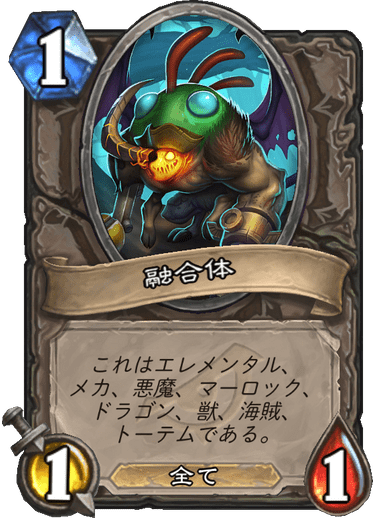 1
融合体
これはエレメンタル、
メカ、悪魔、マーロック、
ドラゴン、獣、海賊、
トーテムである。
1
全て
1